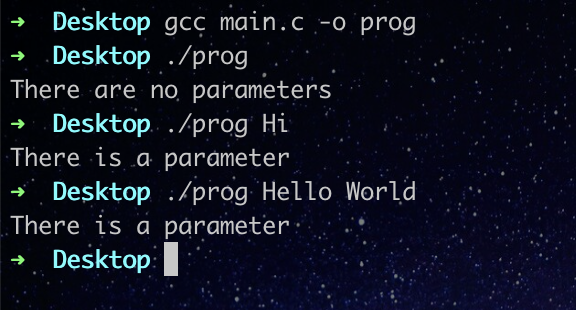 ➜ Desktop gcc main.c -o prog
➜ Desktop ./prog
There are no parameters
➜ Desktop ./prog Hi
There is a parameter
➜ Desktop ./prog Hello World
There is a parameter
➜ Desktop